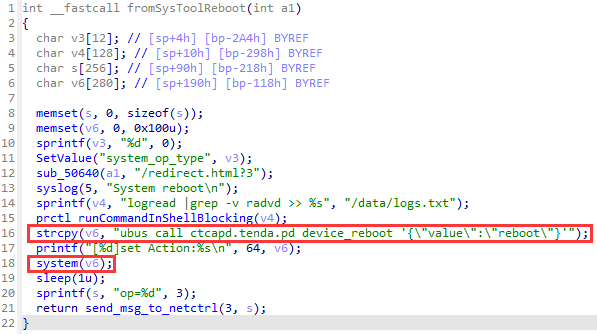 1 int __fastcall fromSysToolReboot(int a1)
2 {
3 char v3[12]; // [sp+4h] [bp-2A4h] BYREF
4 char v4[128]; // [sp+10h] [bp-298h] BYREF
5 char s[256]; // [sp+90h] [bp-218h] BYREF
6 char v6[280]; // [sp+190h] [bp-118h] BYREF
7
8 memset(s, 0, sizeof(s));
9 memset(v6, 0, 0x100u);
10 sprintf(v3, "%d", 0);
11 SetValue("system_op_type", v3);
12 sub_50640(a1, "/redirect.html?3");
13 syslog(5, "System reboot\n");
14 sprintf(v4, "logread |grep -v radvd >> %s", "/data/logs.txt");
15 prctl_runCommandInShellBlocking(v4);
16 strcpy(v6, "ubus call ctcapd.tenda.pd device_reboot '{\"value\":\"reboot\"}'");
17 printf("[%d]set Action:%s\n", 64, v6);
18 system(v6);
19 sleep(1u);
20 sprintf(s, "op=%d", 3);
21 return send_msg_to_netctrl(3, s);
22 }